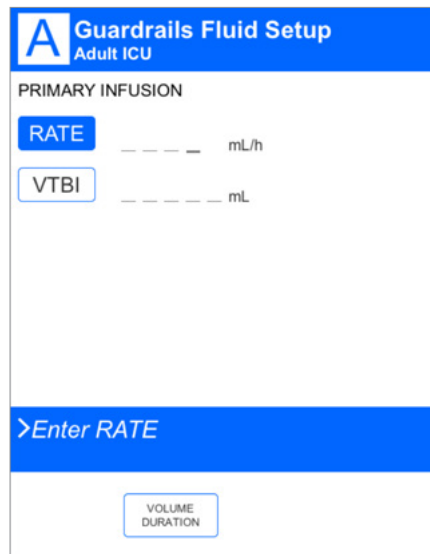 A
Guardrails Fluid Setup
Adult ICU
PRIMARY INFUSION
RATE _ _ _ _ mL/h
VTBI _ _ _ _ _ mL
>Enter RATE
VOLUME
DURATION